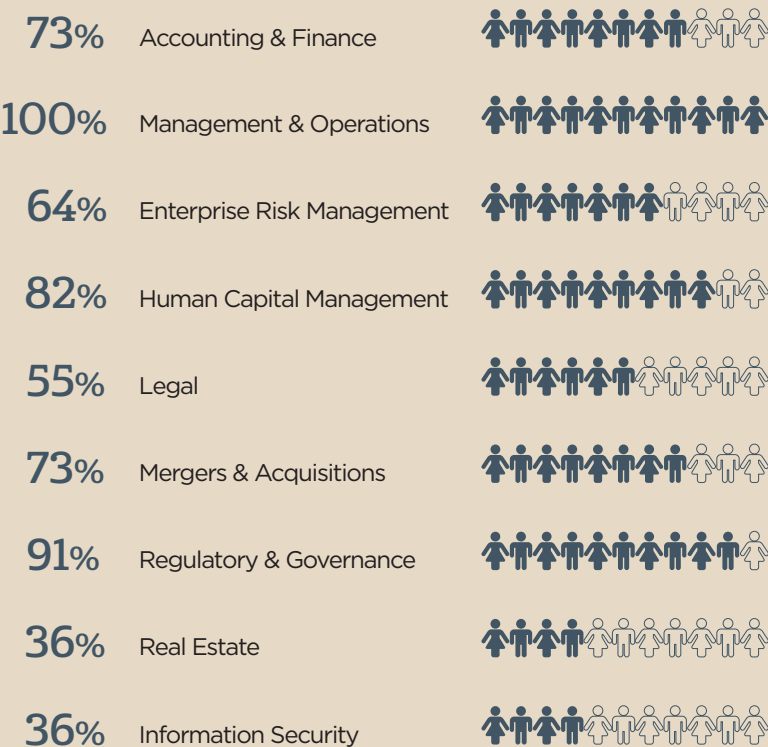 73% Accounting & Finance
100% Management & Operations
64% Enterprise Risk Management
82% Human Capital Management
55% Legal
73% Mergers & Acquisitions
91% Regulatory & Governance
36% Real Estate
36% Information Security